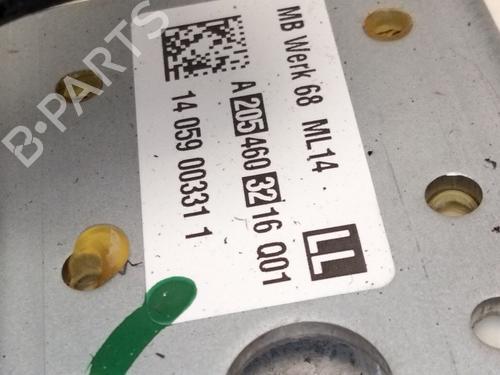 MB Werk 68 ML14
A 205 460 32 16 Q01
14 059 00331 1
LL
B-PARTS